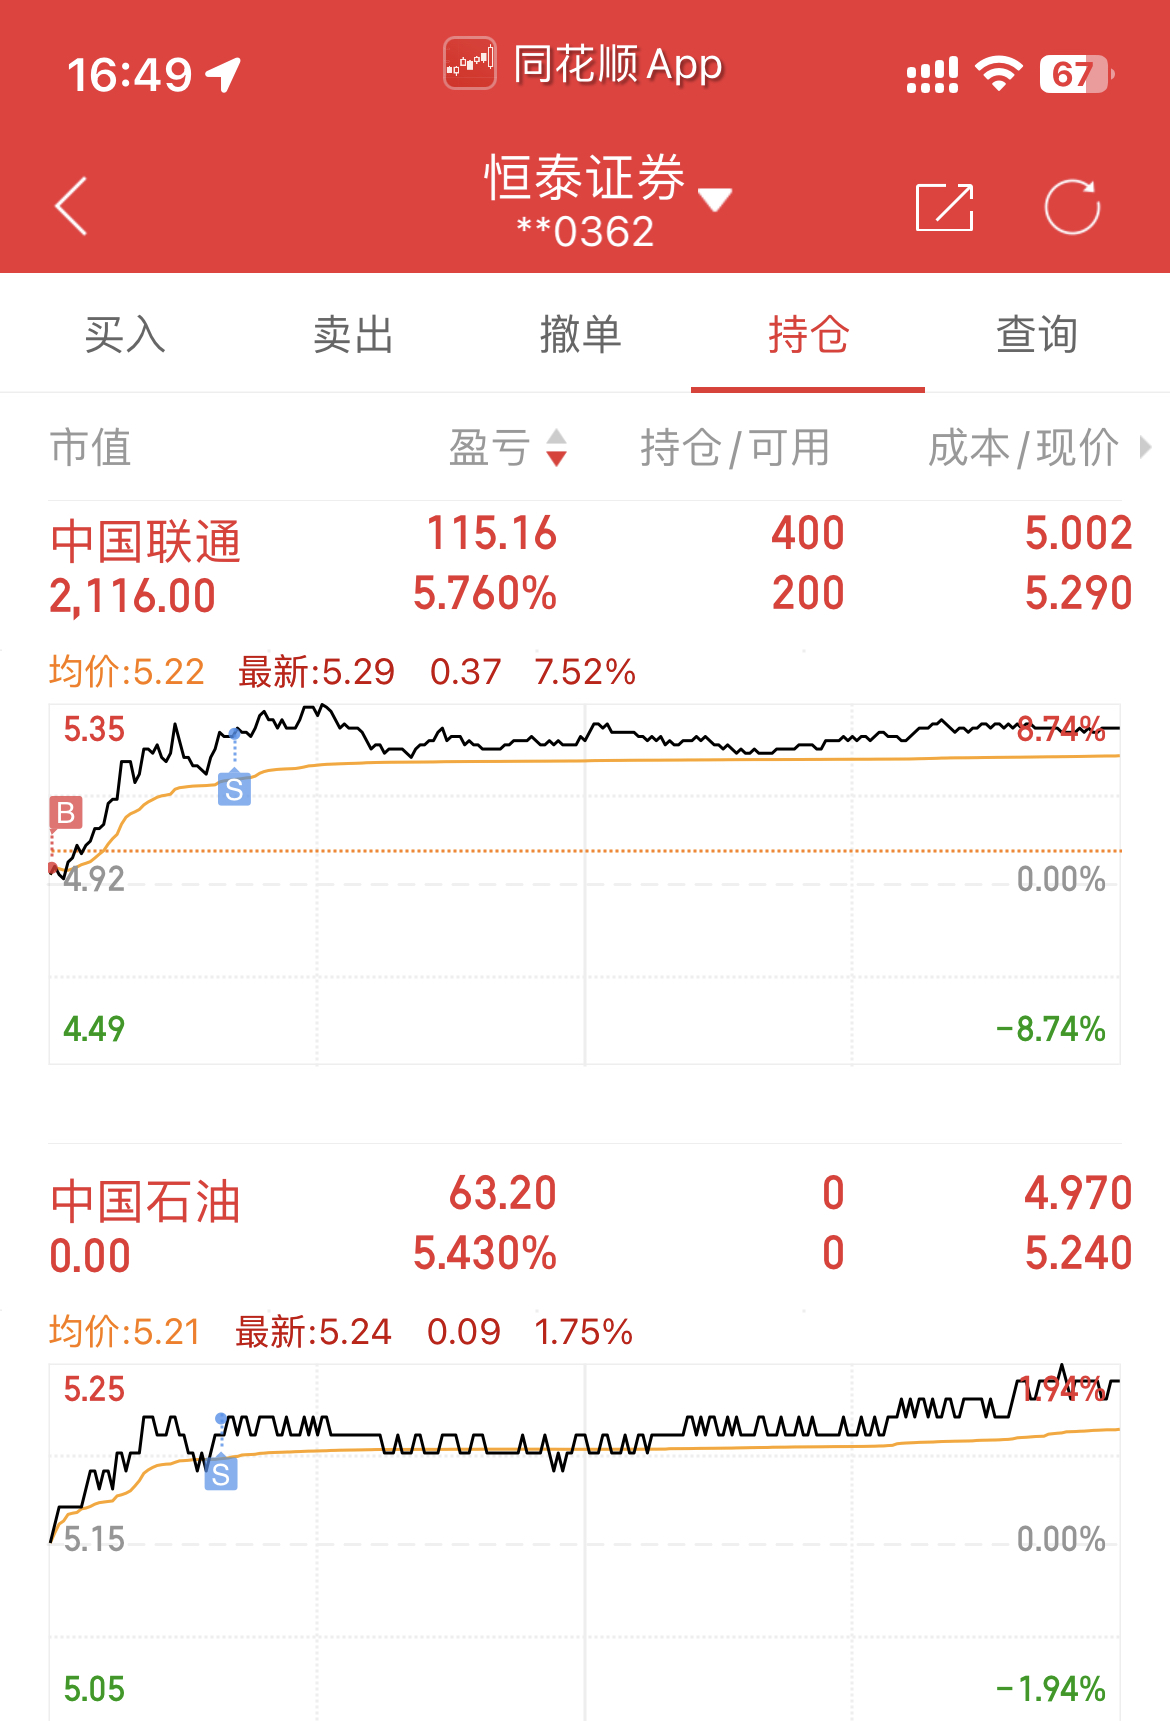 16:49
同花顺App
67
恒泰证券
**0362
买入 卖出 撤单 持仓 查询
市值 盈亏 持仓/可用 成本/现价
中国联通 115.16 400 5.002
2,116.00 5.760% 200 5.290
均价:5.22 最新:5.29 0.37 7.52%
5.35 8.74%
S
B
4.92 0.00%
4.49 -8.74%
中国石油 63.20 0 4.970
0.00 5.430% 0 5.240
均价:5.21 最新:5.24 0.09 1.75%
5.25 1.94%
S
5.15 0.00%
5.05 -1.94%